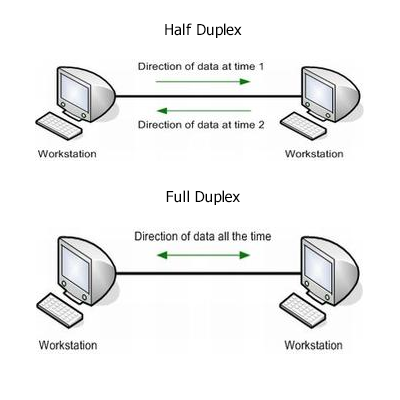 Half Duplex
Direction of data at time 1
Direction of data at time 2
Workstation
Workstation
Full Duplex
Direction of data all the time
Workstation
Workstation